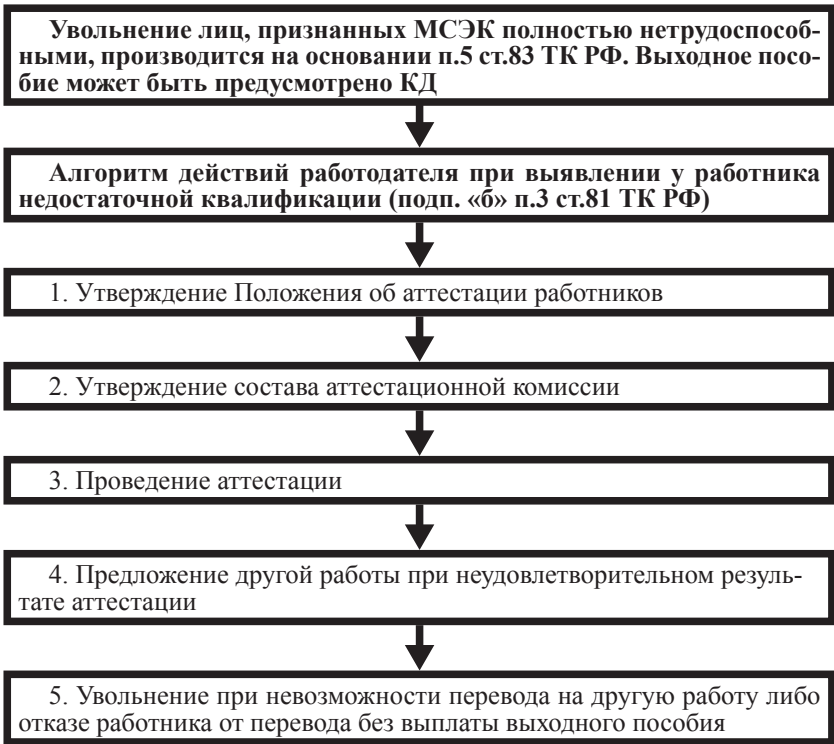 Увольнение лиц, признанных МСЭК полностью нетрудоспособ-
ными, производится на основании п.5 ст.83 ТК РФ. Выходное посо-
бие может быть предусмотрено КД
Алгоритм действий работодателя при выявлении у работника
недостаточной квалификации (подп. «б» п.3 ст.81 ТК РФ)
1. Утверждение Положения об аттестации работников
2. Утверждение состава аттестационной комиссии
3. Проведение аттестации
4. Предложение другой работы при неудовлетворительном резуль-
тате аттестации
5. Увольнение при невозможности перевода на другую работу либо
отказе работника от перевода без выплаты выходного пособия